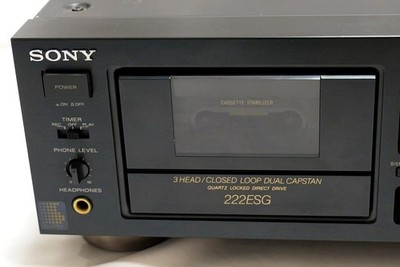 SONY
POWER
ON OFF
TIMER
REC OFF PLAY
PHONE LEVEL
HEADPHONES
CASSETTE STABILIZER
3 HEAD/CLOSED LOOP DUAL CAPSTAN
QUARTZ LOCKED DIRECT DRIVE
222ESG